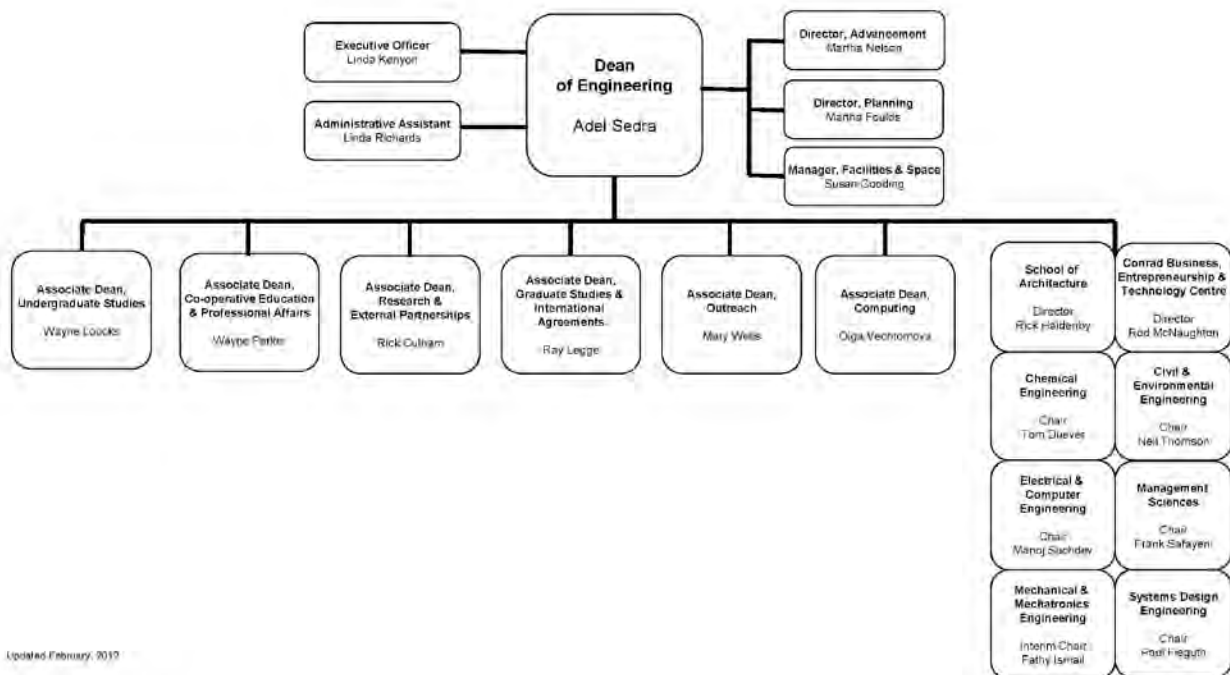 Executive Officer
Linda Kenyon
Administrative Assistant
Linda Richards
Dean
of Engineering
Adel Sedra
Director, Advancement
Martha Nelson
Director, Planning
Martha Foulds
Manager, Facilities & Space
Susan Gooding
Associate Dean,
Undergraduate Studies
Wayne Loucks
Associate Dean,
Co-operative Education
& Professional Affairs
Wayne Parker
Associate Dean,
Research &
External Partnerships
Rick Culham
Associate Dean,
Graduate Studies &
International
Agreements
Ray Legge
Associate Dean,
Outreach
Mary Wells
Associate Dean,
Computing
Olga Vechtomova
School of
Architecture
Director
Rick Haldenby
Conrad Business,
Entrepreneurship &
Technology Centre
Director
Rod McNaughton
Chemical
Engineering
Chair
Tom Duever
Civil &
Environmental
Engineering
Chair
Neil Thomson
Electrical &
Computer
Engineering
Chair
Manoj Sachdev
Management
Sciences
Chair
Frank Safayeni
Mechanical &
Mechatronics
Engineering
Interim Chair
Fathy Ismail
Systems Design
Engineering
Chair
Paul Fieguth
Updated February,